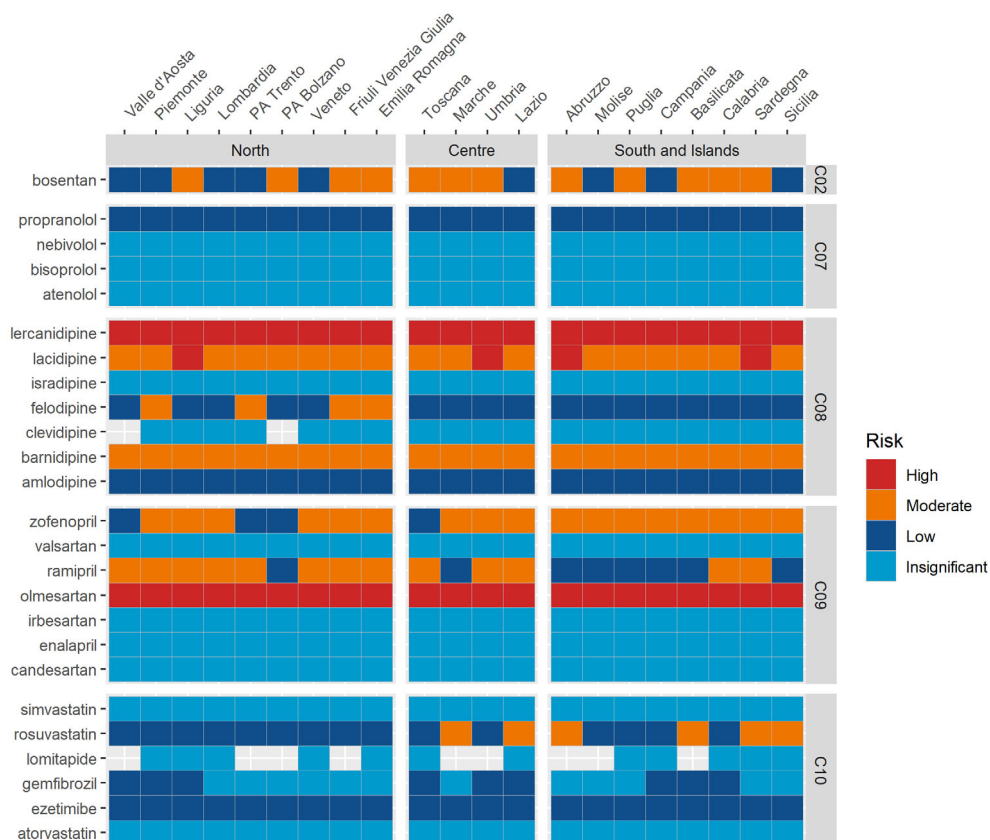 Valle d'Aosta
Piemonte
Liguria
Lombardia
PA Trento
PA Bolzano
Veneto
Friuli Venezia Giulia
Emilia Romagna
Toscana
Marche
Umbria
Lazio
Abruzzo
Molise
Puglia
Campania
Basilicata
Calabria
Sardegna
Sicilia
North
Centre
South and Islands
bosentan
C02
propranolol
nebivolol
bisoprolol
atenolol
C07
lercanidipine
lacidipine
isradipine
felodipine
clevidipine
barnidipine
amlodipine
C08
zofenopril
valsartan
ramipril
olmesartan
irbesartan
enalapril
candesartan
C09
simvastatin
rosuvastatin
lomitapide
gemfibrozil
ezetimibe
atorvastatin
C10
Risk
High
Moderate
Low
Insignificant